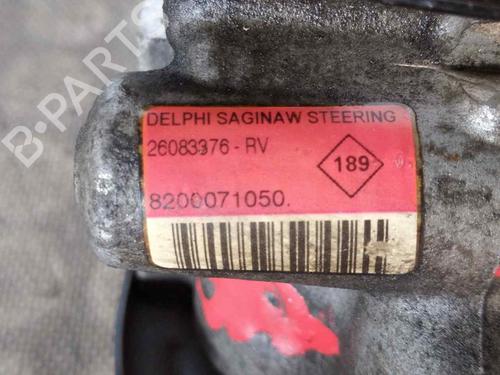 B-PARTS
DELPHI SAGINAW STEERING
26083976-RV
189
8200071050.